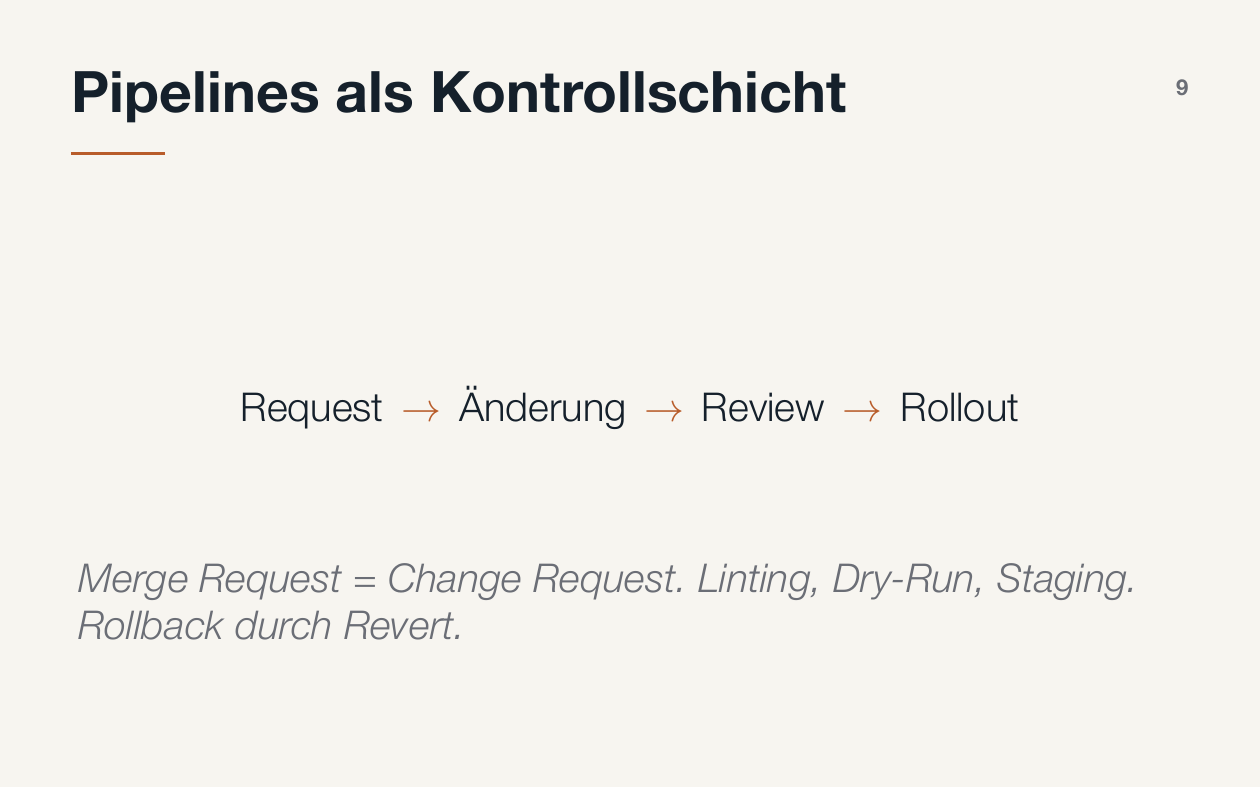 Pipelines als Kontrollschicht
9
Request → Änderung → Review → Rollout
Merge Request = Change Request. Linting, Dry-Run, Staging.
Rollback durch Revert.